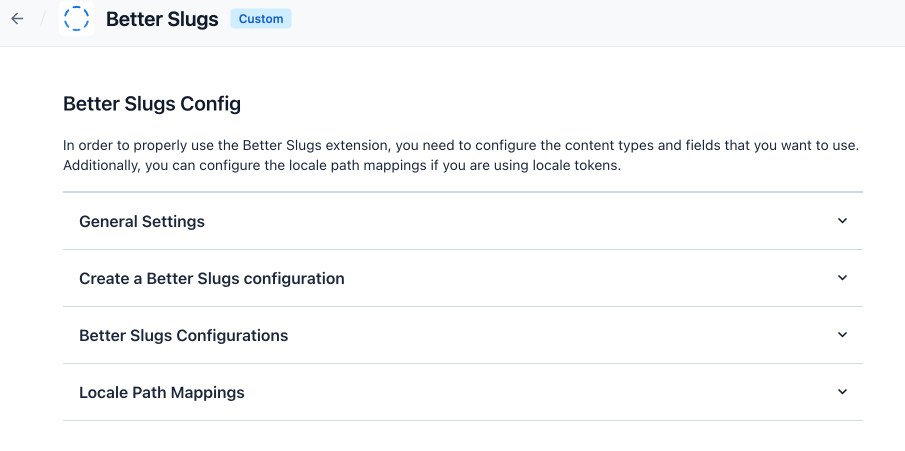 Better Slugs
Custom
Better Slugs Config
In order to properly use the Better Slugs extension, you need to configure the content types and fields that you want to use.
Additionally, you can configure the locale path mappings if you are using locale tokens.
General Settings
Create a Better Slugs configuration
Better Slugs Configurations
Locale Path Mappings